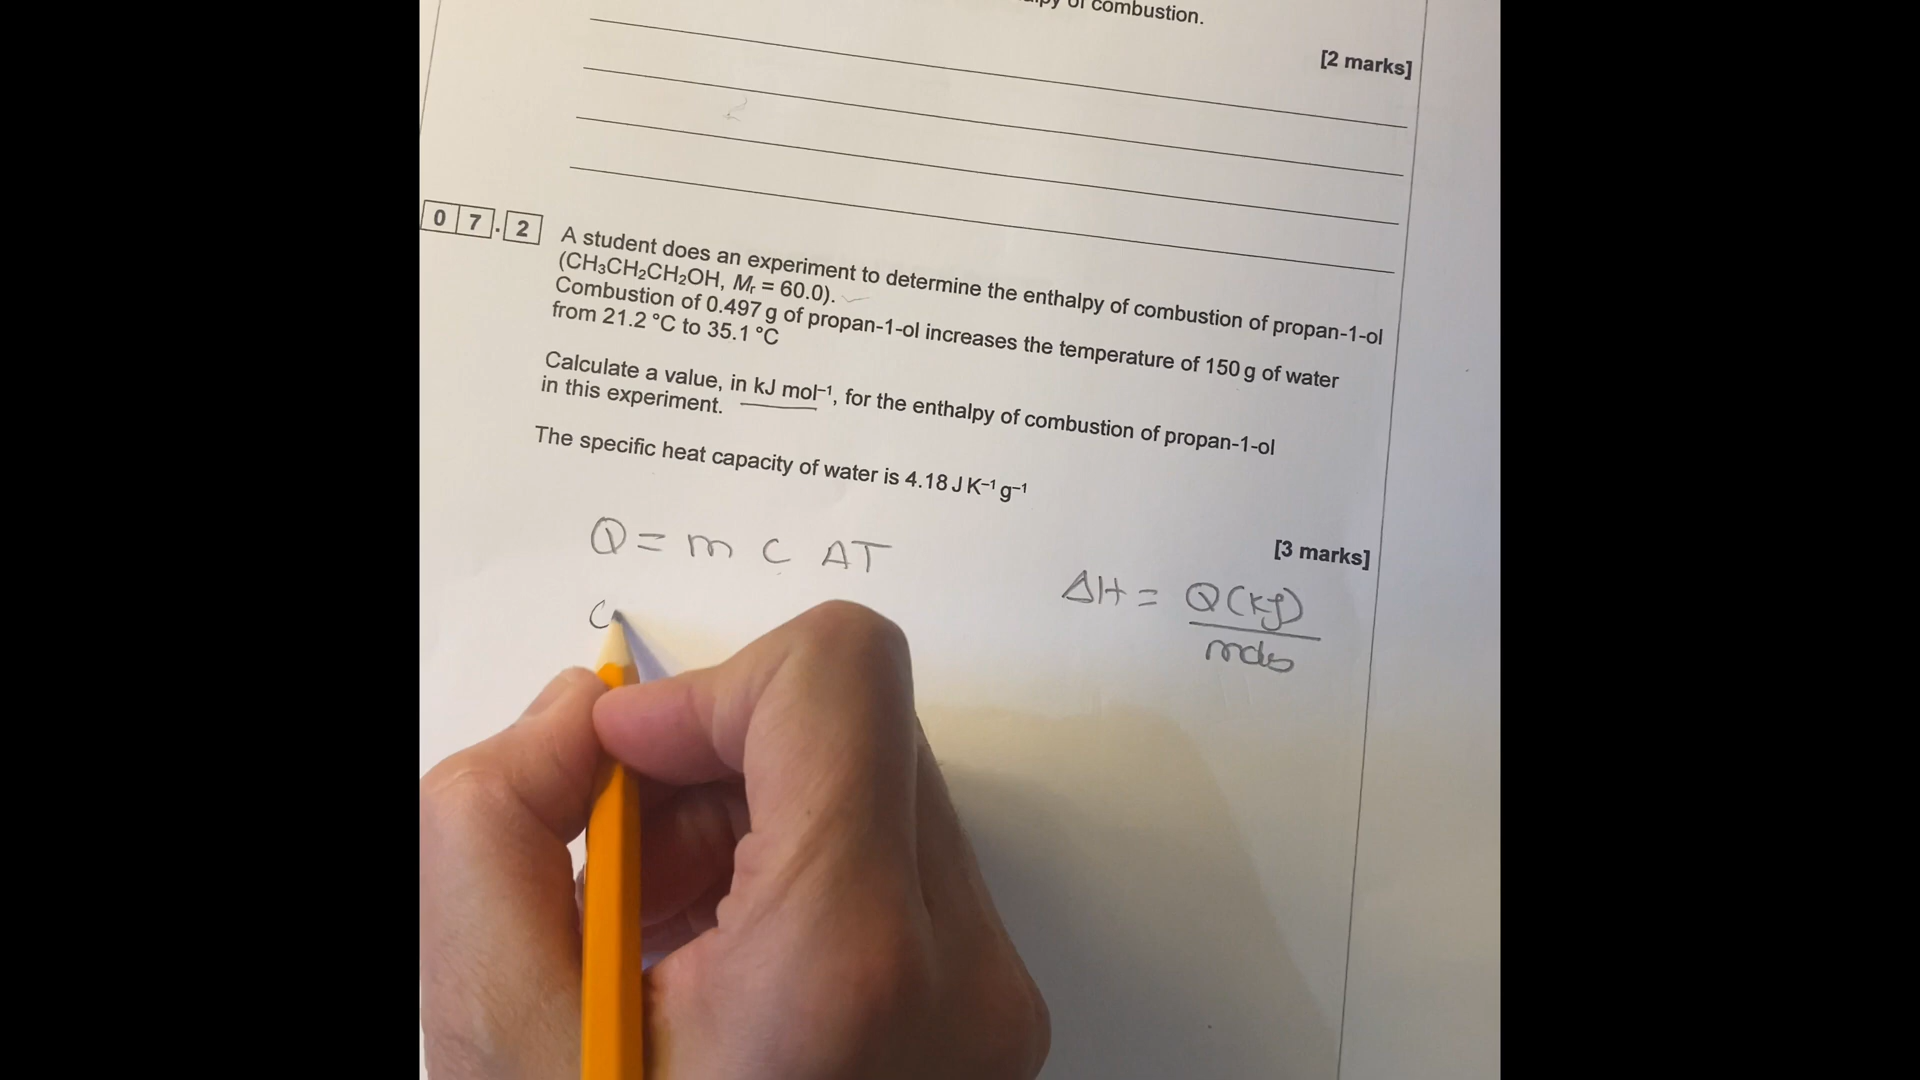 of combustion.
[2 marks]
07.2
A student does an experiment to determine the enthalpy of combustion of propan-1-ol
(CH₃CH₂CH₂OH, Mᵣ = 60.0).
Combustion of 0.497 g of propan-1-ol increases the temperature of 150 g of water
from 21.2 °C to 35.1 °C
Calculate a value, in kJ mol⁻¹, for the enthalpy of combustion of propan-1-ol
in this experiment.
The specific heat capacity of water is 4.18 J K⁻¹ g⁻¹
[3 marks]
Q = m c ΔT
ΔH = Q(kJ)
moles